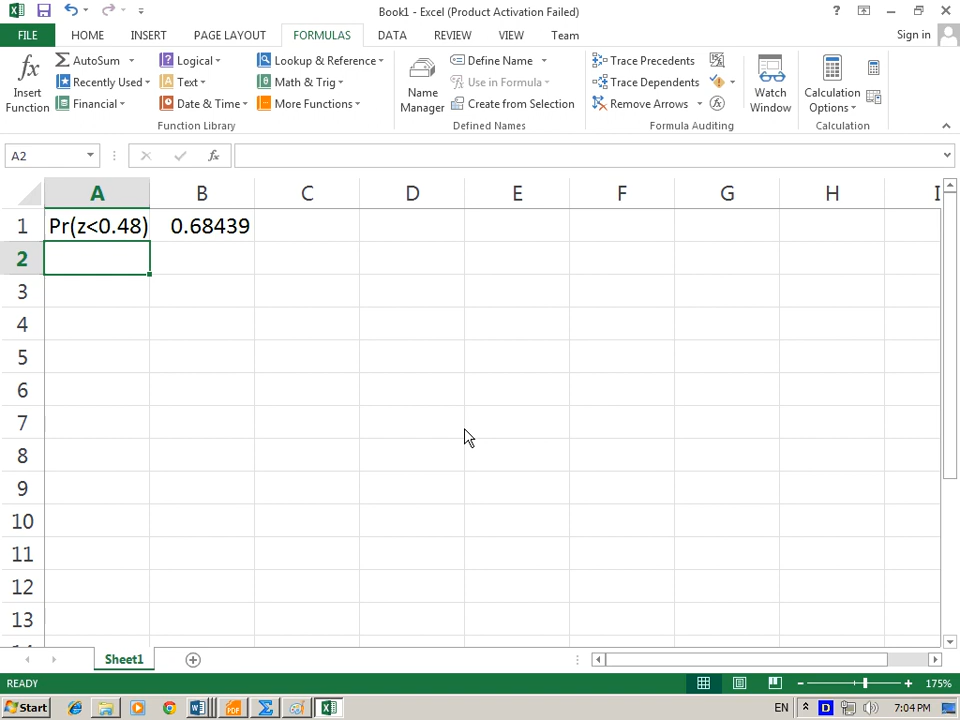 Book1 - Excel (Product Activation Failed)
FILE HOME INSERT PAGE LAYOUT FORMULAS DATA REVIEW VIEW Team Sign in
fx Insert Function
AutoSum
Recently Used
Financial
Logical
Text
Date & Time
Lookup & Reference
Math & Trig
More Functions
Function Library
Name Manager
Define Name
Use in Formula
Create from Selection
Defined Names
Trace Precedents
Trace Dependents
Remove Arrows
Formula Auditing
Watch Window
Calculation Options
Calculation
A2 fx
A B C D E F G H I
1 Pr(z<0.48) 0.68439
2
3
4
5
6
7
8
9
10
11
12
13
Sheet1
READY 175%
Start EN D 7:04 PM